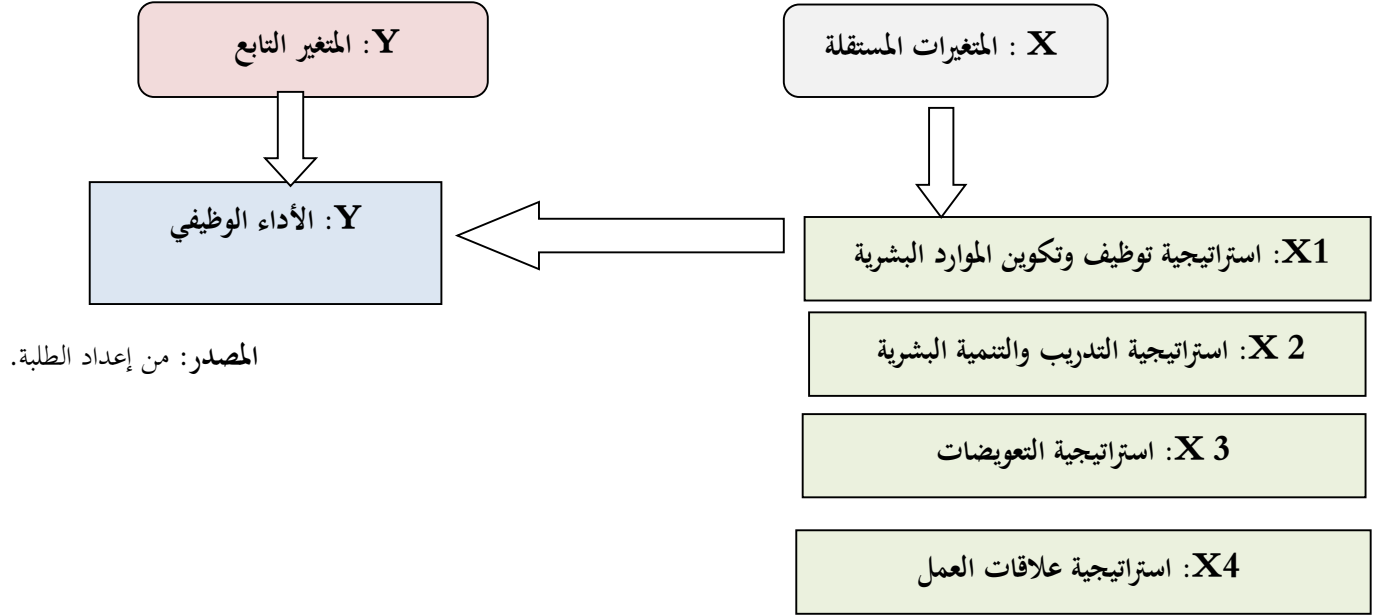 X : المتغيرات المستقلة
Y: المتغير التابع
X1: استراتيجية توظيف وتكوين الموارد البشرية
X 2: استراتيجية التدريب والتنمية البشرية
X 3: استراتيجية التعويضات
X4: استراتيجية علاقات العمل
Y: الأداء الوظيفي
المصدر: من إعداد الطلبة.